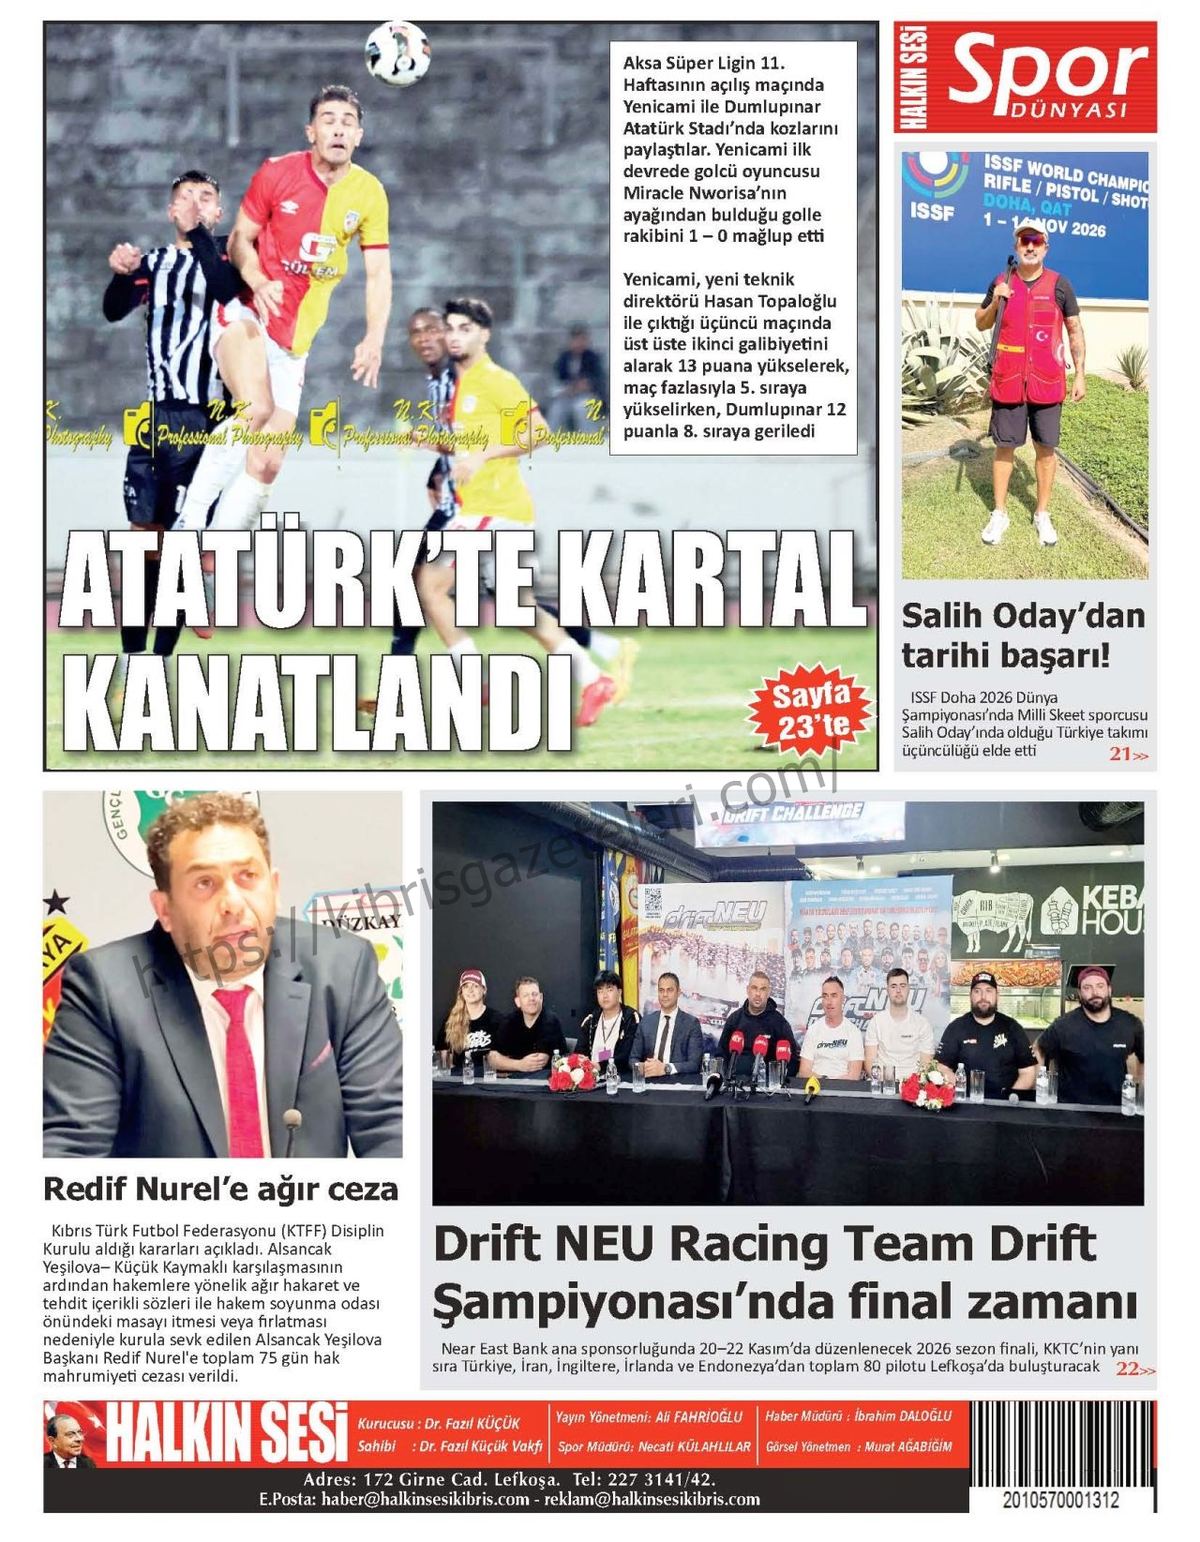 HALKIN SESİ
Spor
DÜNYASI
Aksa Süper Ligin 11.
Haftasının açılış maçında
Yenicami ile Dumlupınar
Atatürk Stadı’nda kozlarını
paylaştılar. Yenicami ilk
devrede golcü oyuncusu
Miracle Nworisa’nın
ayağından bulduğu golle
rakibini 1 – 0 mağlup etti
Yenicami, yeni teknik
direktörü Hasan Topaloğlu
ile çıktığı üçüncü maçında
üst üste ikinci galibiyetini
alarak 13 puana yükselerek,
maç fazlasıyla 5. sıraya
yükselirken, Dumlupınar 12
puanla 8. sıraya geriledi
GÜLTEM
N.K.
Professional Photography
Professional Photography
ATATÜRK’TE KARTAL
KANATLANDI
Sayfa
23’te
ISSF
ISSF WORLD CHAMPIO
RIFLE / PISTOL / SHOT
DOHA, QAT
1 – 14 NOV 2026
Salih Oday’dan
tarihi başarı!
ISSF Doha 2026 Dünya
Şampiyonası’nda Milli Skeet sporcusu
Salih Oday’ında olduğu Türkiye takımı
üçüncülüğü elde etti
21>>
https://kibrisgazeteleri.com/
GENÇL
DÜZKAY
Redif Nurel’e ağır ceza
Kıbrıs Türk Futbol Federasyonu (KTFF) Disiplin
Kurulu aldığı kararları açıkladı. Alsancak
Yeşilova– Küçük Kaymaklı karşılaşmasının
ardından hakemlere yönelik ağır hakaret ve
tehdit içerikli sözleri ile hakem soyunma odası
önündeki masayı itmesi veya fırlatması
nedeniyle kurula sevk edilen Alsancak Yeşilova
Başkanı Redif Nurel'e toplam 75 gün hak
mahrumiyeti cezası verildi.
DRIFT CHALLENGE
driftNEU
driftNEU
RIB
KEBA
HOU
Drift NEU Racing Team Drift
Şampiyonası’nda final zamanı
Near East Bank ana sponsorluğunda 20–22 Kasım’da düzenlenecek 2026 sezon finali, KKTC’nin yanı
sıra Türkiye, İran, İngiltere, İrlanda ve Endonezya’dan toplam 80 pilotu Lefkoşa’da buluşturacak
22>>
HALKIN SESİ
Kurucusu : Dr. Fazıl KÜÇÜK
Sahibi : Dr. Fazıl Küçük Vakfı
Yayın Yönetmeni: Ali FAHRİOĞLU
Spor Müdürü: Necati KÜLAHLILAR
Haber Müdürü : İbrahim DALOĞLU
Görsel Yönetmen : Murat AĞABİĞİM
Adres: 172 Girne Cad. Lefkoşa. Tel: 227 3141/42.
E.Posta: haber@halkinsesikibris.com - reklam@halkinsesikibris.com
2010570001312